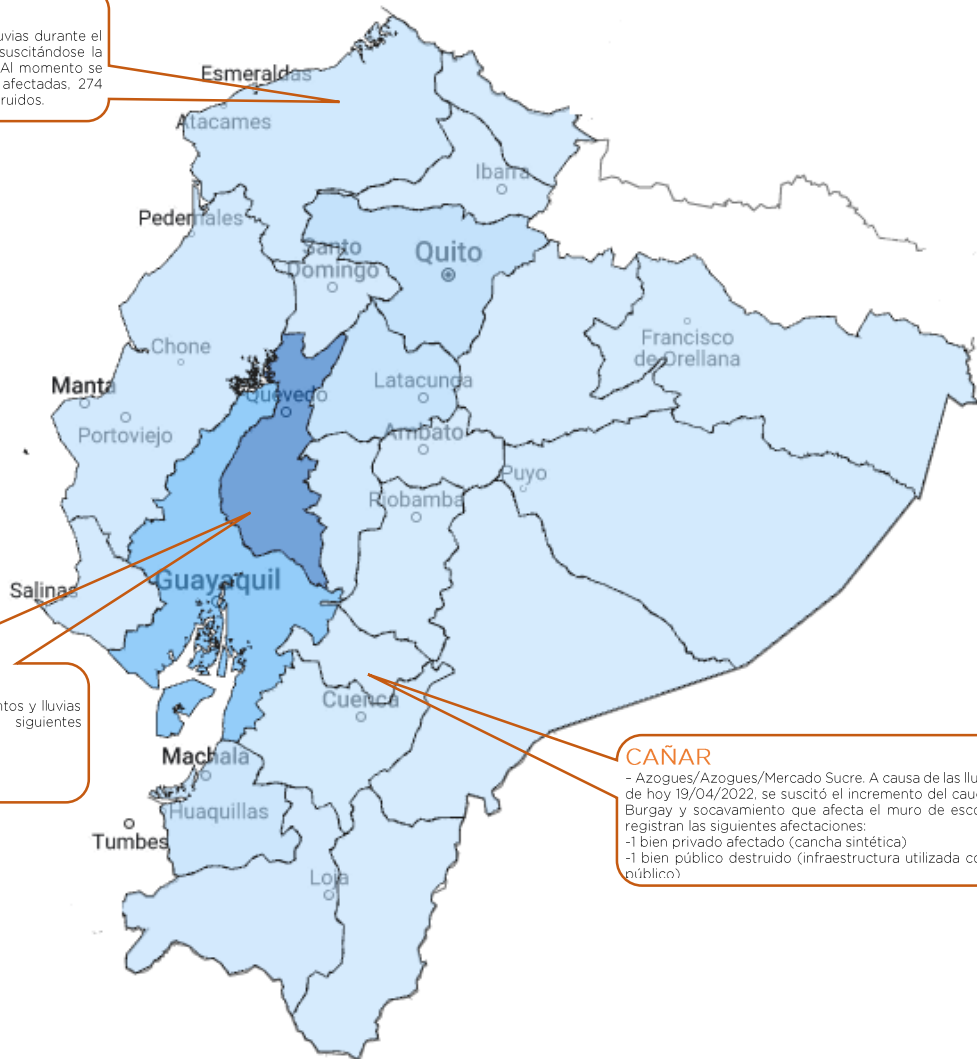 uvias durante el
suscitándose la
Al momento se
afectadas, 274
ruidos.
Esmeraldas
Atacames
Ibarra
Pedernales
Santo
Domingo
Quito
Chone
Francisco
de Orellana
Manta
Latacunga
Quevedo
Portoviejo
Ambato
Puyo
Riobamba
Guayaquil
Salinas
ntos y lluvias
siguientes
Cuenca
Machala
Huaquillas
Tumbes
Loja
CAÑAR
- Azogues/Azogues/Mercado Sucre. A causa de las llu
de hoy 19/04/2022, se suscitó el incremento del cau
Burgay y socavamiento que afecta el muro de esc
registran las siguientes afectaciones:
-1 bien privado afectado (cancha sintética)
-1 bien público destruido (infraestructura utilizada co
público)